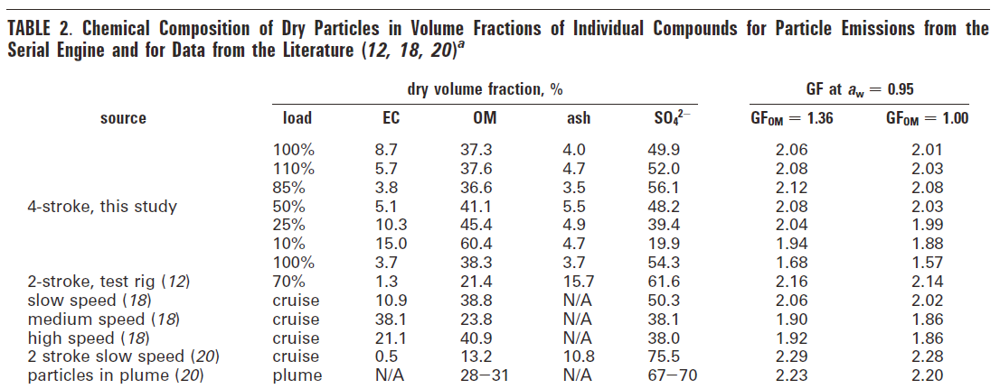 TABLE 2. Chemical Composition of Dry Particles in Volume Fractions of Individual Compounds for Particle Emissions from the
Serial Engine and for Data from the Literature (12, 18, 20)ᵃ
dry volume fraction, % GF at a_w = 0.95
source load EC OM ash SO₄²⁻ GF_OM = 1.36 GF_OM = 1.00
100% 8.7 37.3 4.0 49.9 2.06 2.01
110% 5.7 37.6 4.7 52.0 2.08 2.03
85% 3.8 36.6 3.5 56.1 2.12 2.08
4-stroke, this study 50% 5.1 41.1 5.5 48.2 2.08 2.03
25% 10.3 45.4 4.9 39.4 2.04 1.99
10% 15.0 60.4 4.7 19.9 1.94 1.88
100% 3.7 38.3 3.7 54.3 1.68 1.57
2-stroke, test rig (12) 70% 1.3 21.4 15.7 61.6 2.16 2.14
slow speed (18) cruise 10.9 38.8 N/A 50.3 2.06 2.02
medium speed (18) cruise 38.1 23.8 N/A 38.1 1.90 1.86
high speed (18) cruise 21.1 40.9 N/A 38.0 1.92 1.86
2 stroke slow speed (20) cruise 0.5 13.2 10.8 75.5 2.29 2.28
particles in plume (20) plume N/A 28–31 N/A 67–70 2.23 2.20